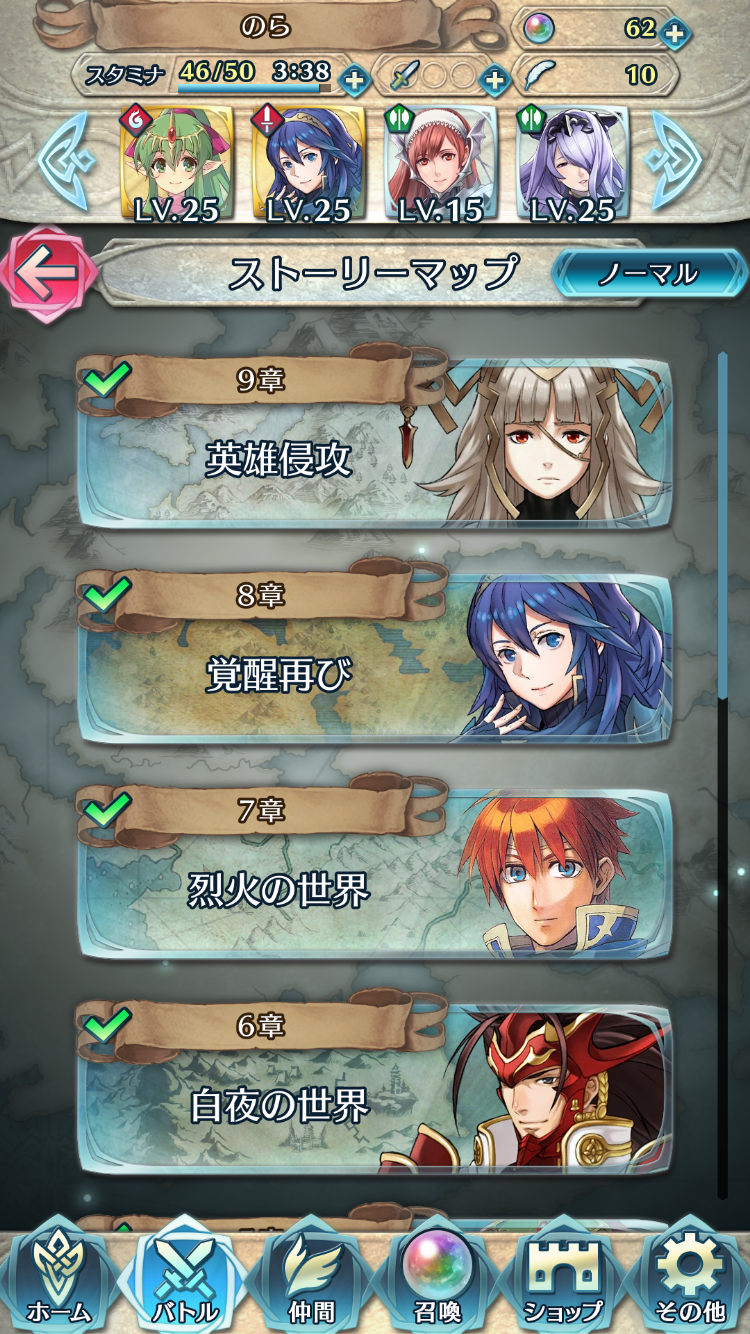 のら
62
スタミナ 46/50 3:38
10
LV.25 LV.25 LV.15 LV.25
ストーリーマップ
ノーマル
9章
英雄侵攻
8章
覚醒再び
7章
烈火の世界
6章
白夜の世界
ホーム バトル 仲間 召喚 ショップ その他